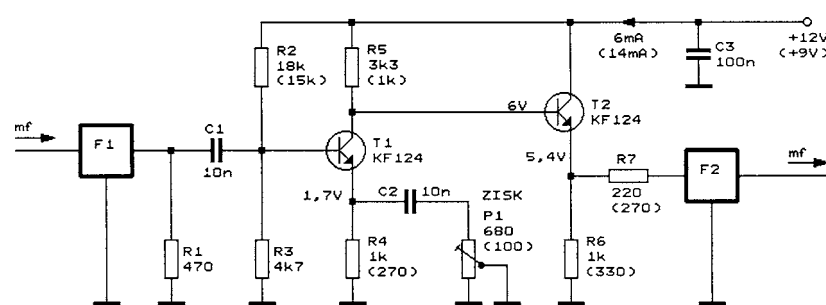 R2
18k
(15k)
R5
3k3
(1k)
6mA
(14mA)
+12V
(+9V)
C3
100n
6V
T2
KF124
mf
F1
C1
10n
T1
KF124
5,4V
R7
220
(270)
F2
mf
1,7V
C2
10n
ZISK
P1
680
(100)
R1
470
R3
4k7
R4
1k
(270)
R6
1k
(330)